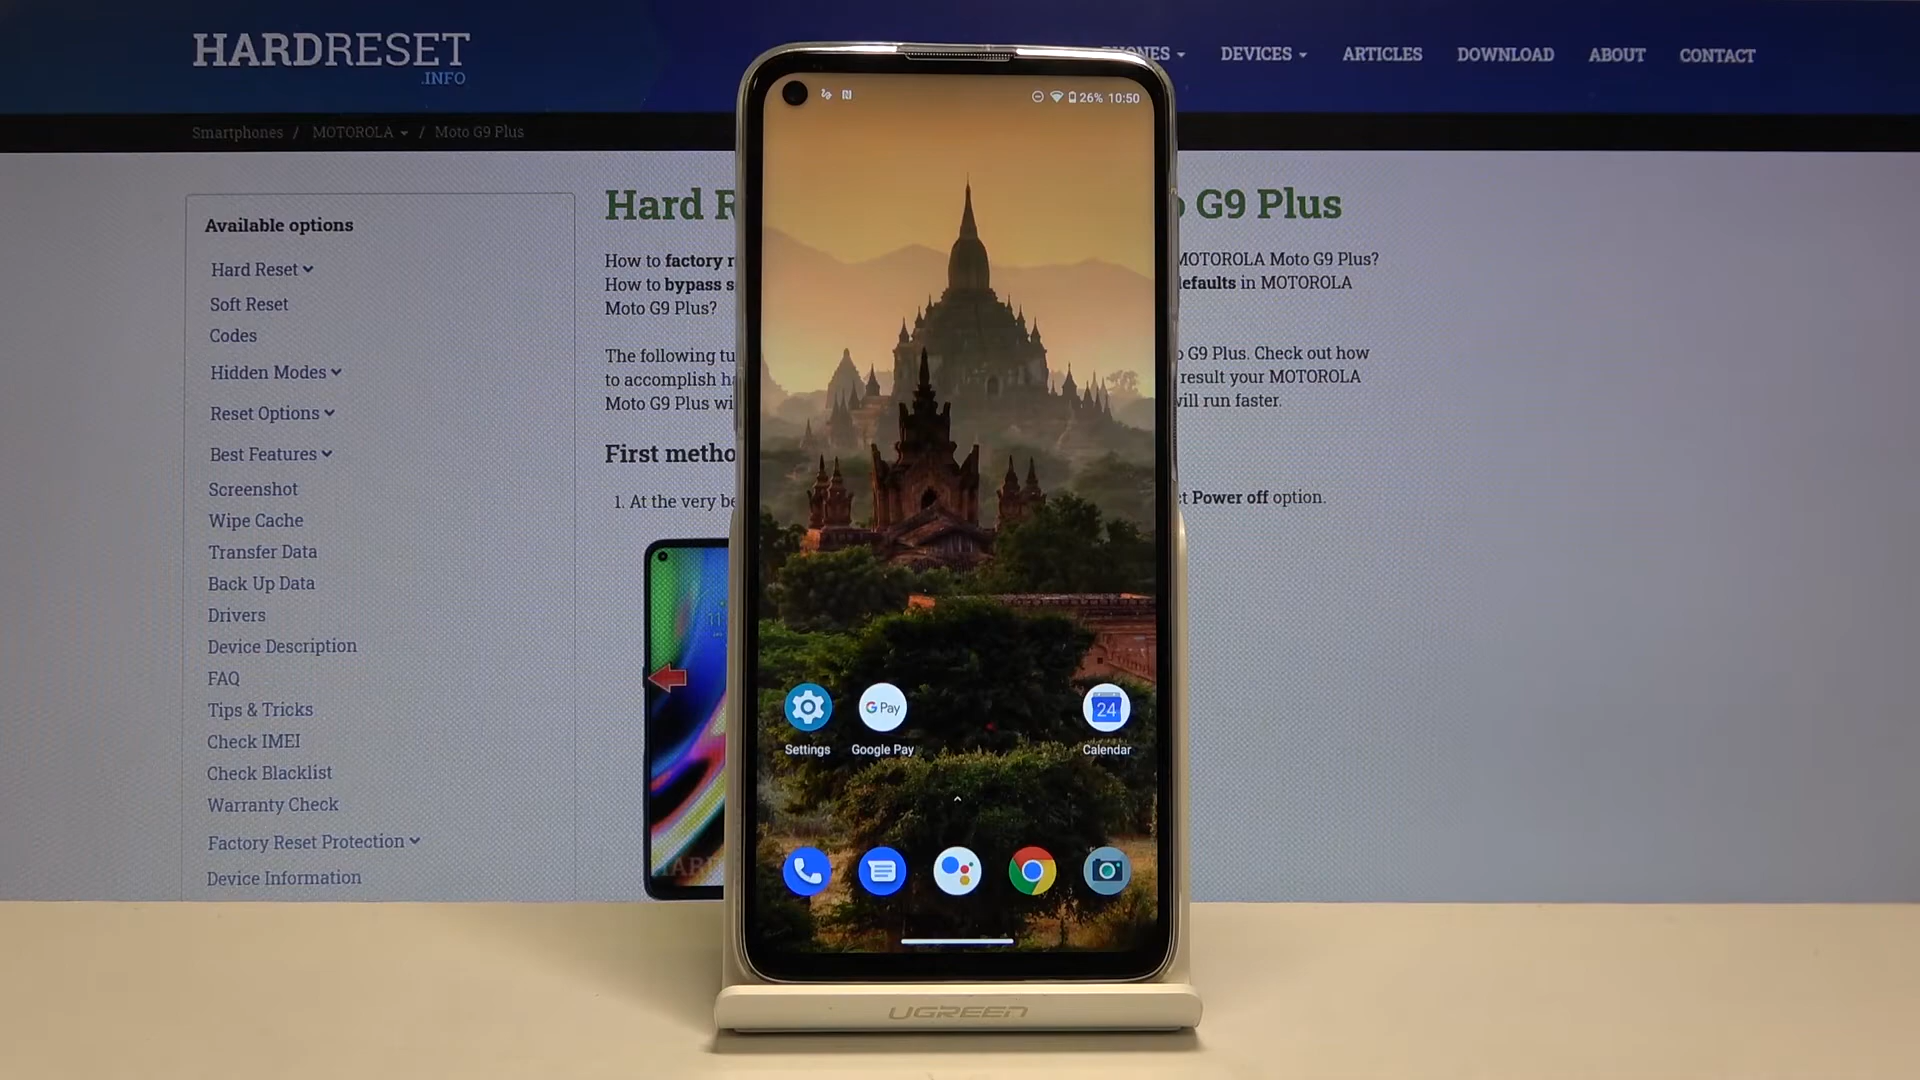 HARDRESET
.INFO
DEVICES
ARTICLES
DOWNLOAD
ABOUT
CONTACT
Smartphones / MOTOROLA / Moto G9 Plus
Available options
Hard Reset
Soft Reset
Codes
Hidden Modes
Reset Options
Best Features
Screenshot
Wipe Cache
Transfer Data
Back Up Data
Drivers
Device Description
FAQ
Tips & Tricks
Check IMEI
Check Blacklist
Warranty Check
Factory Reset Protection
Device Information
Hard R
G9 Plus
How to factory r
MOTOROLA Moto G9 Plus?
How to bypass s
efaults in MOTOROLA
Moto G9 Plus?
The following tu
G9 Plus. Check out how
to accomplish ha
result your MOTOROLA
Moto G9 Plus wi
will run faster.
First metho
1. At the very be
t Power off option.
26% 10:50
Settings
G Pay
Google Pay
24
Calendar
UGREEN